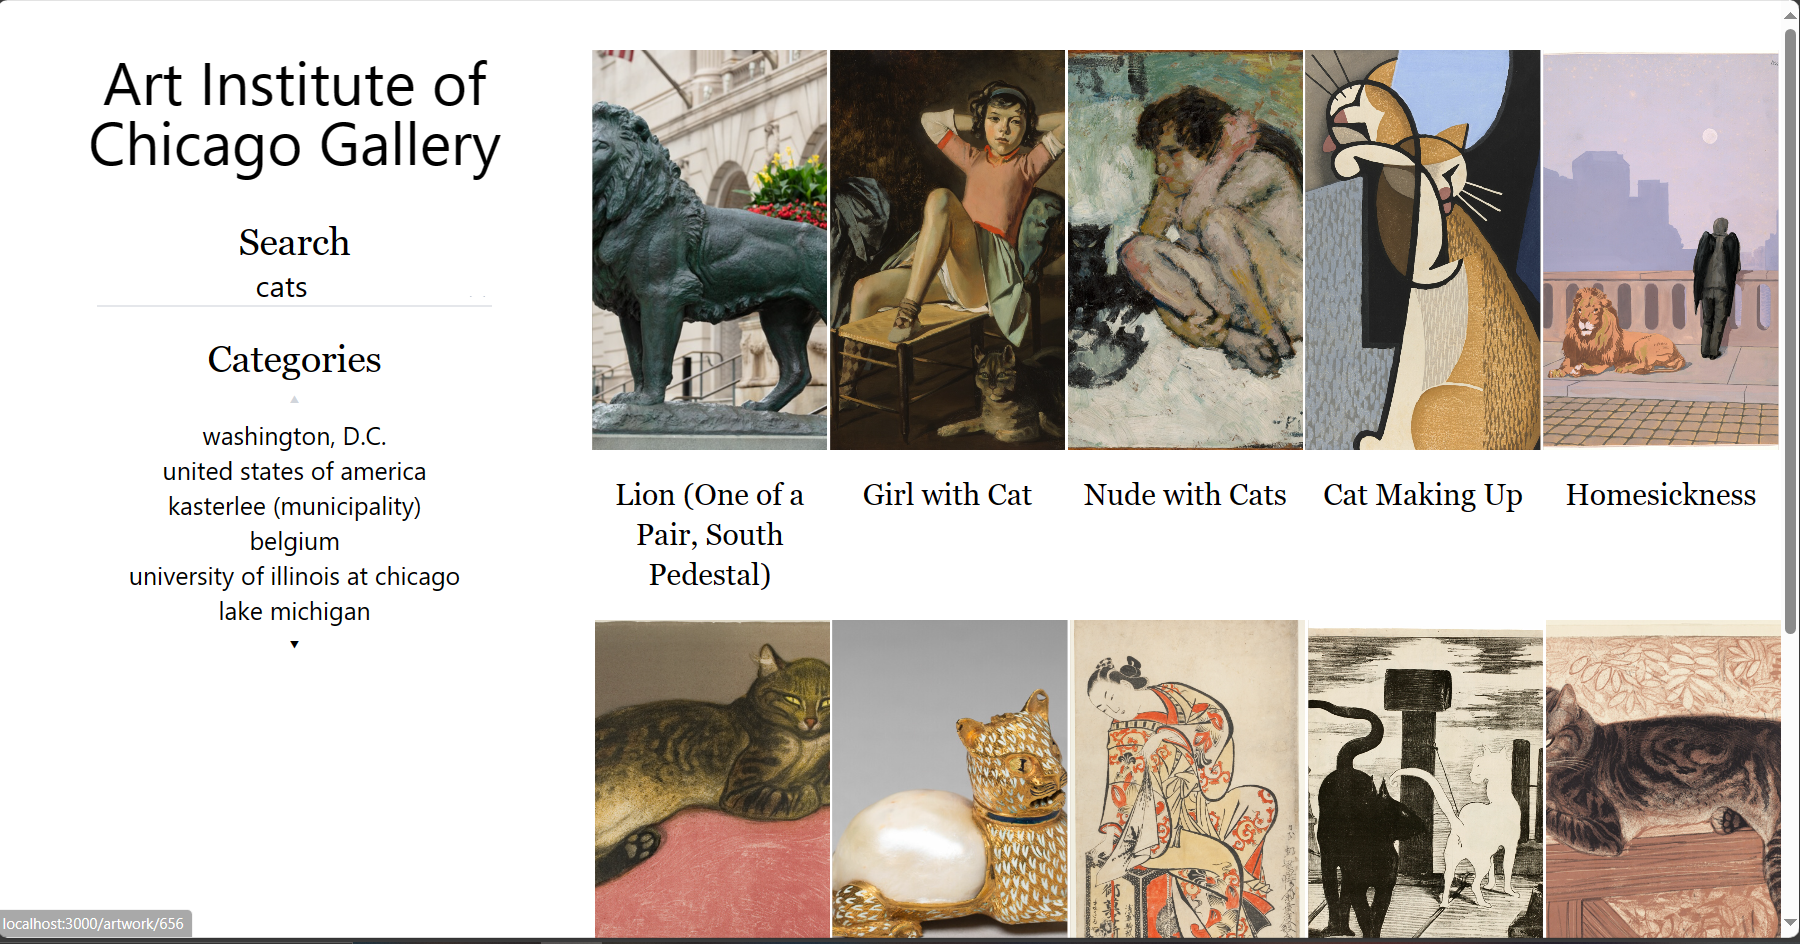 Art Institute of
Chicago Gallery
Search
cats
Categories
washington, D.C.
united states of america
kasterlee (municipality)
belgium
university of illinois at chicago
lake michigan
Lion (One of a
Pair, South
Pedestal)
Girl with Cat
Nude with Cats
Cat Making Up
Homesickness
localhost:3000/artwork/656